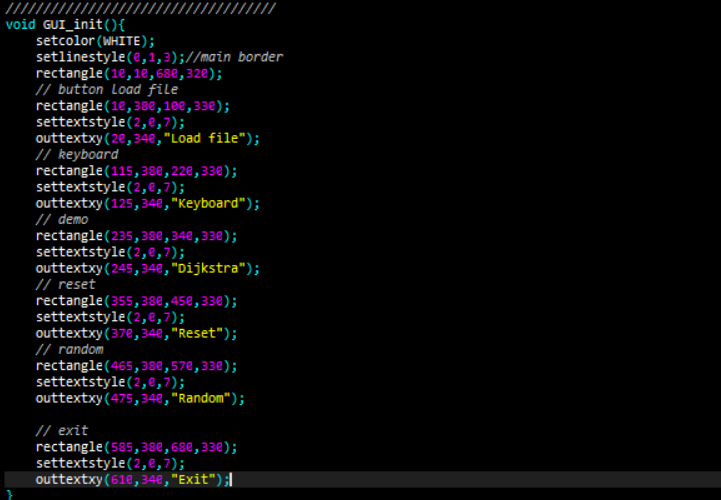 ////////////////////////////////////
void GUI_init(){
    setcolor(WHITE);
    setlinestyle(0,1,3);//main border
    rectangle(10,10,680,320);
    // button Load file
    rectangle(10,380,100,330);
    settextstyle(2,0,7);
    outtextxy(20,340,"Load file");
    // keyboard
    rectangle(115,380,220,330);
    settextstyle(2,0,7);
    outtextxy(125,340,"Keyboard");
    // demo
    rectangle(235,380,340,330);
    settextstyle(2,0,7);
    outtextxy(245,340,"Dijkstra");
    // reset
    rectangle(355,380,450,330);
    settextstyle(2,0,7);
    outtextxy(370,340,"Reset");
    // random
    rectangle(465,380,570,330);
    settextstyle(2,0,7);
    outtextxy(475,340,"Random");

    // exit
    rectangle(585,380,680,330);
    settextstyle(2,0,7);
    outtextxy(610,340,"Exit");
}